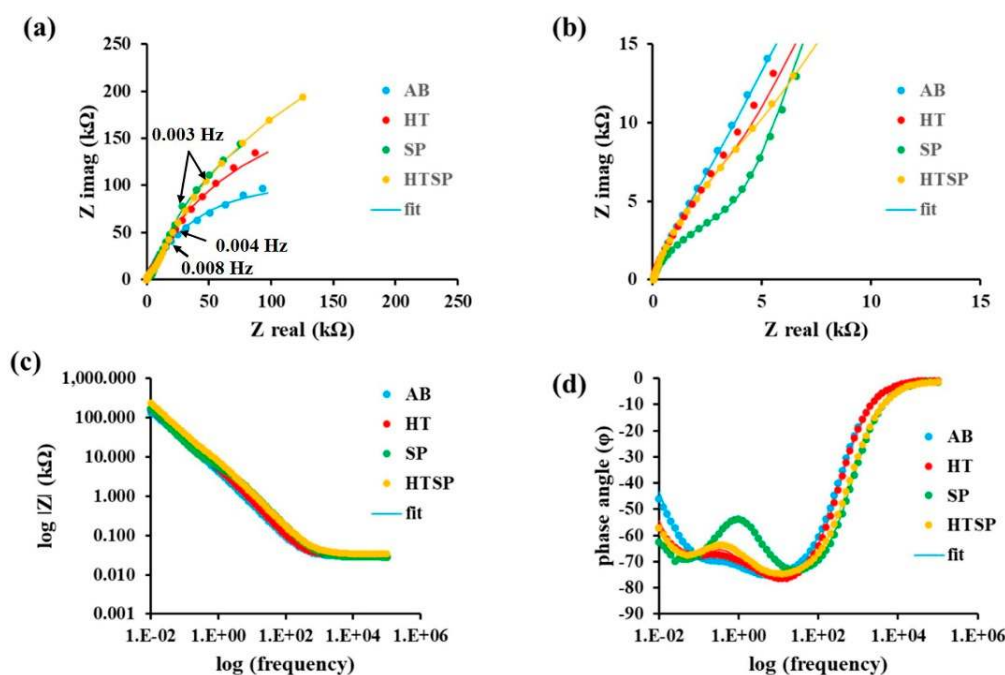 (a)
250
200
150
100
50
0
Z imag (kΩ)
0.003 Hz
0.004 Hz
0.008 Hz
AB
HT
SP
HTSP
fit
0 50 100 150 200 250
Z real (kΩ)
(b)
15
10
5
0
Z imag (kΩ)
AB
HT
SP
HTSP
fit
0 5 10 15
Z real (kΩ)
(c)
1,000.000
100.000
10.000
1.000
0.100
0.010
0.001
log |Z| (kΩ)
AB
HT
SP
HTSP
fit
1.E-02 1.E+00 1.E+02 1.E+04 1.E+06
log (frequency)
(d)
0
-10
-20
-30
-40
-50
-60
-70
-80
-90
phase angle (φ)
AB
HT
SP
HTSP
fit
1.E-02 1.E+00 1.E+02 1.E+04 1.E+06
log (frequency)